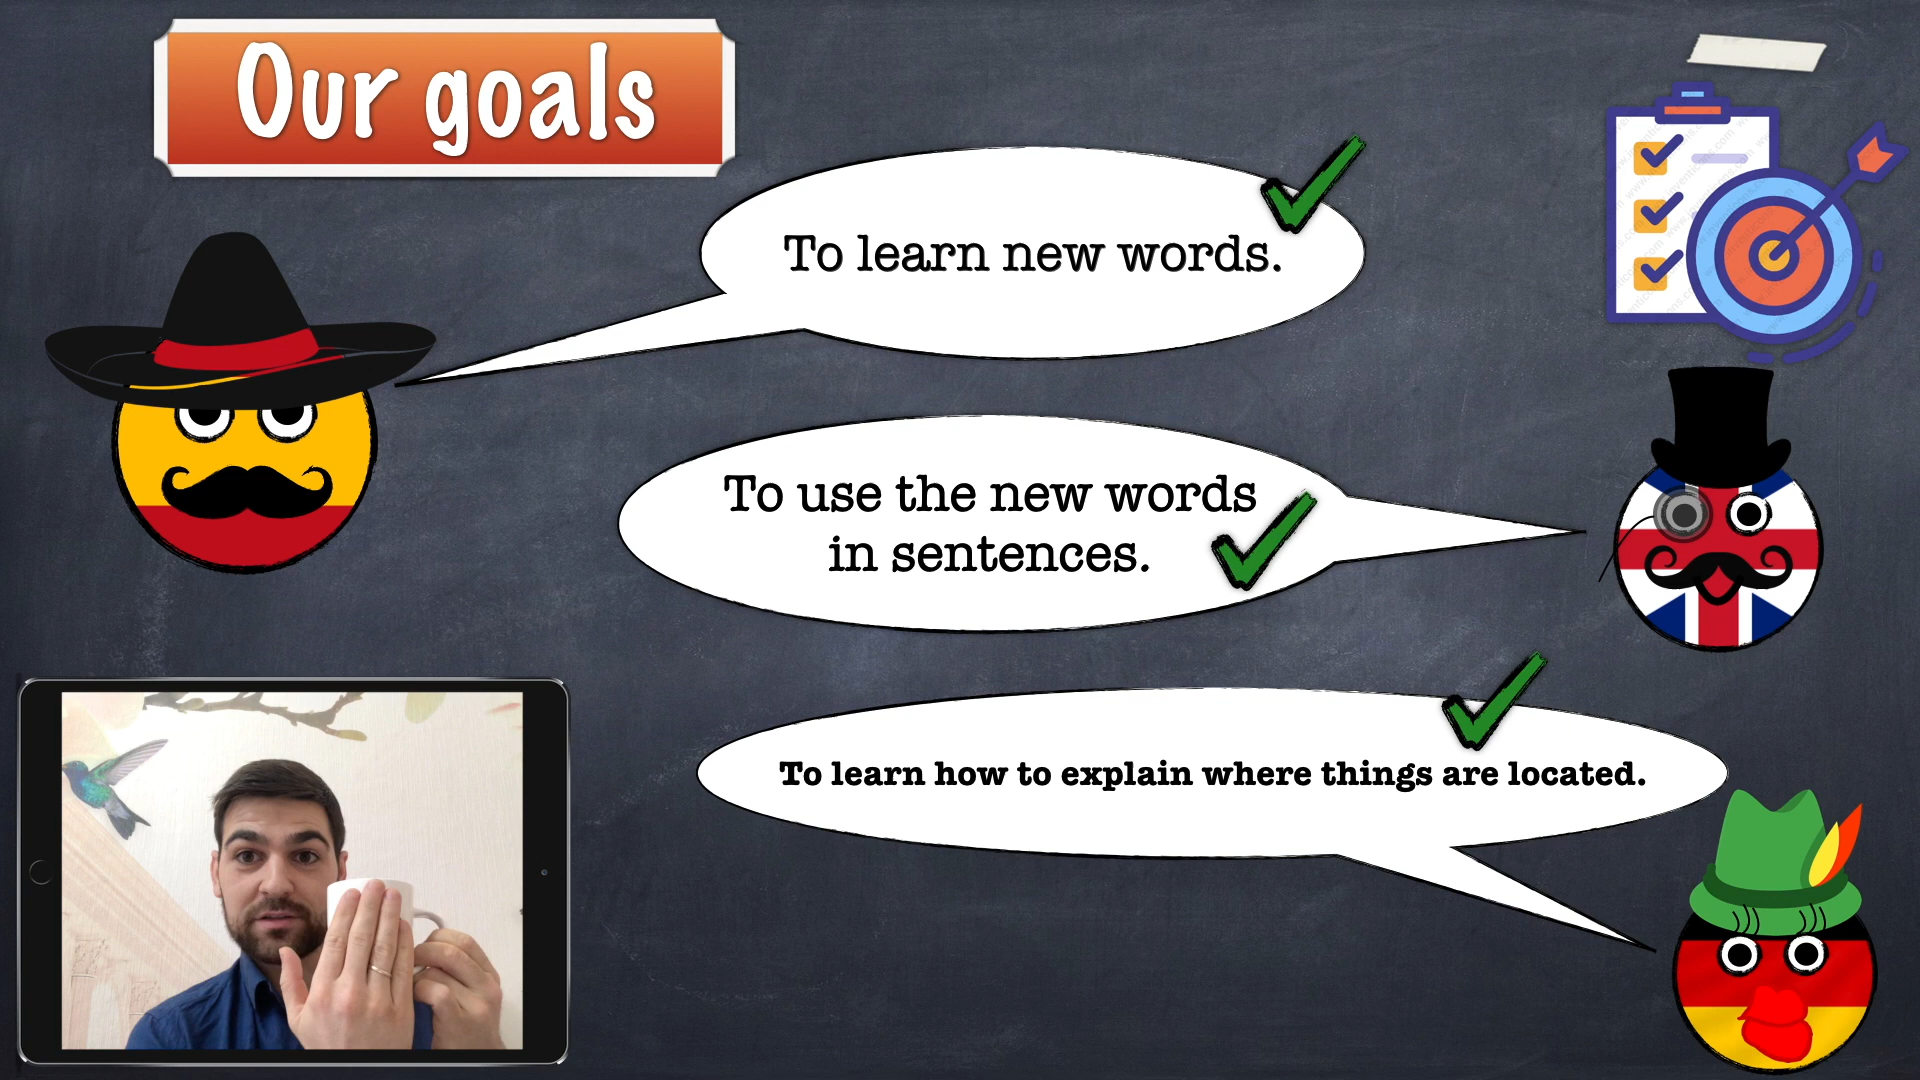 Our goals
To learn new words.
To use the new words
in sentences.
To learn how to explain where things are located.